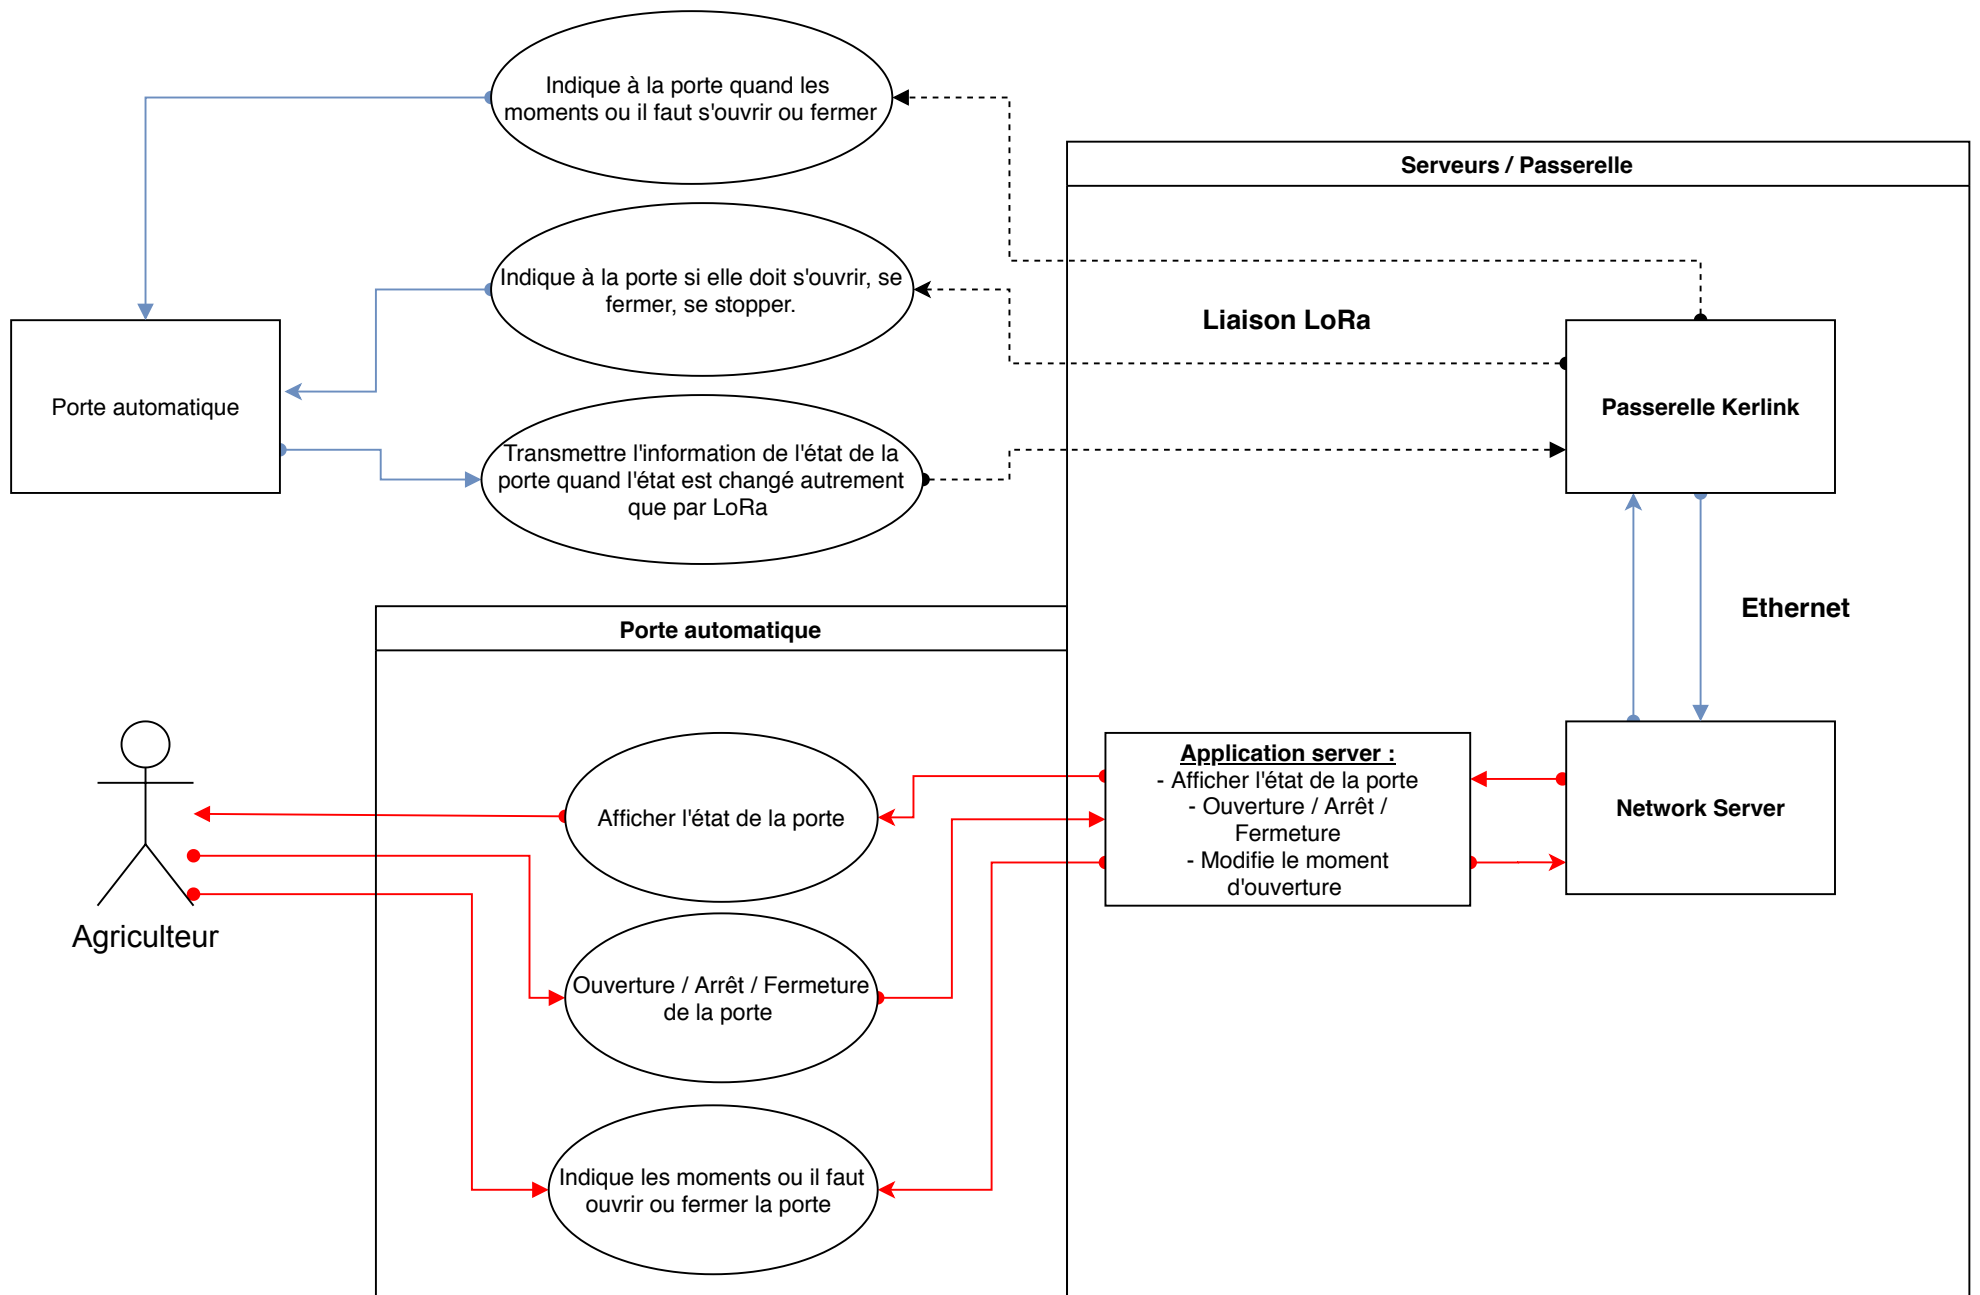 Indique à la porte quand les
moments ou il faut s'ouvrir ou fermer
Serveurs / Passerelle
Indique à la porte si elle doit s'ouvrir, se
fermer, se stopper.
Liaison LoRa
Porte automatique
Passerelle Kerlink
Transmettre l'information de l'état de la
porte quand l'état est changé autrement
que par LoRa
Ethernet
Porte automatique
Application server :
- Afficher l'état de la porte
- Ouverture / Arrêt /
Fermeture
- Modifie le moment
d'ouverture
Network Server
Afficher l'état de la porte
Agriculteur
Ouverture / Arrêt / Fermeture
de la porte
Indique les moments ou il faut
ouvrir ou fermer la porte